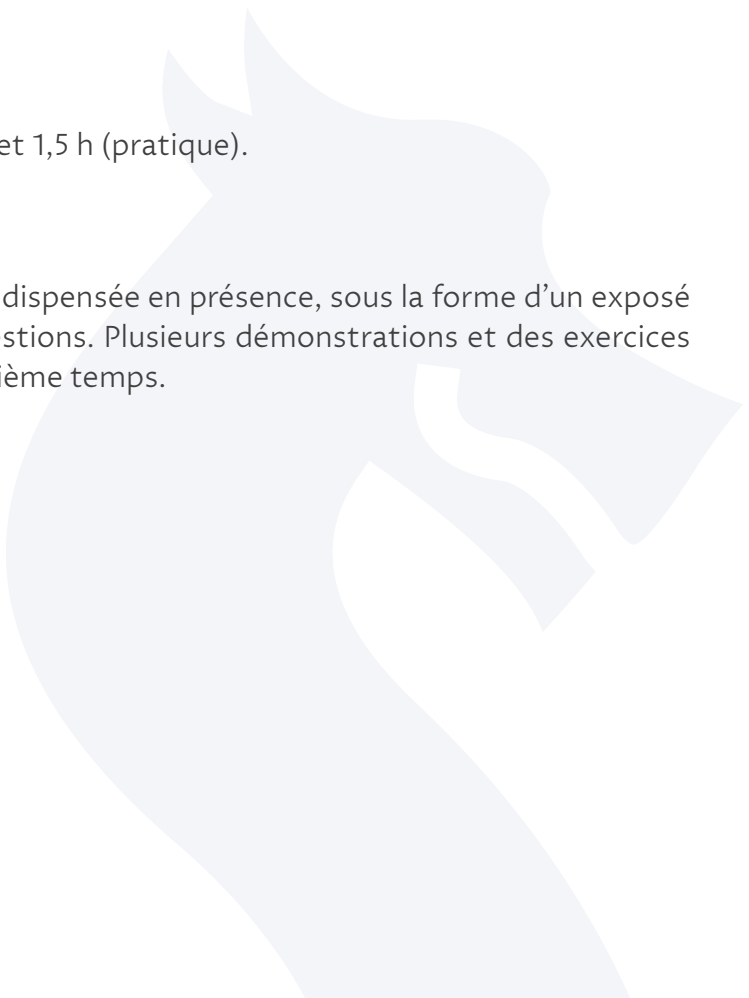 et 1,5 h (pratique).
dispensée en présence, sous la forme d’un exposé
stions. Plusieurs démonstrations et des exercices
ième temps.